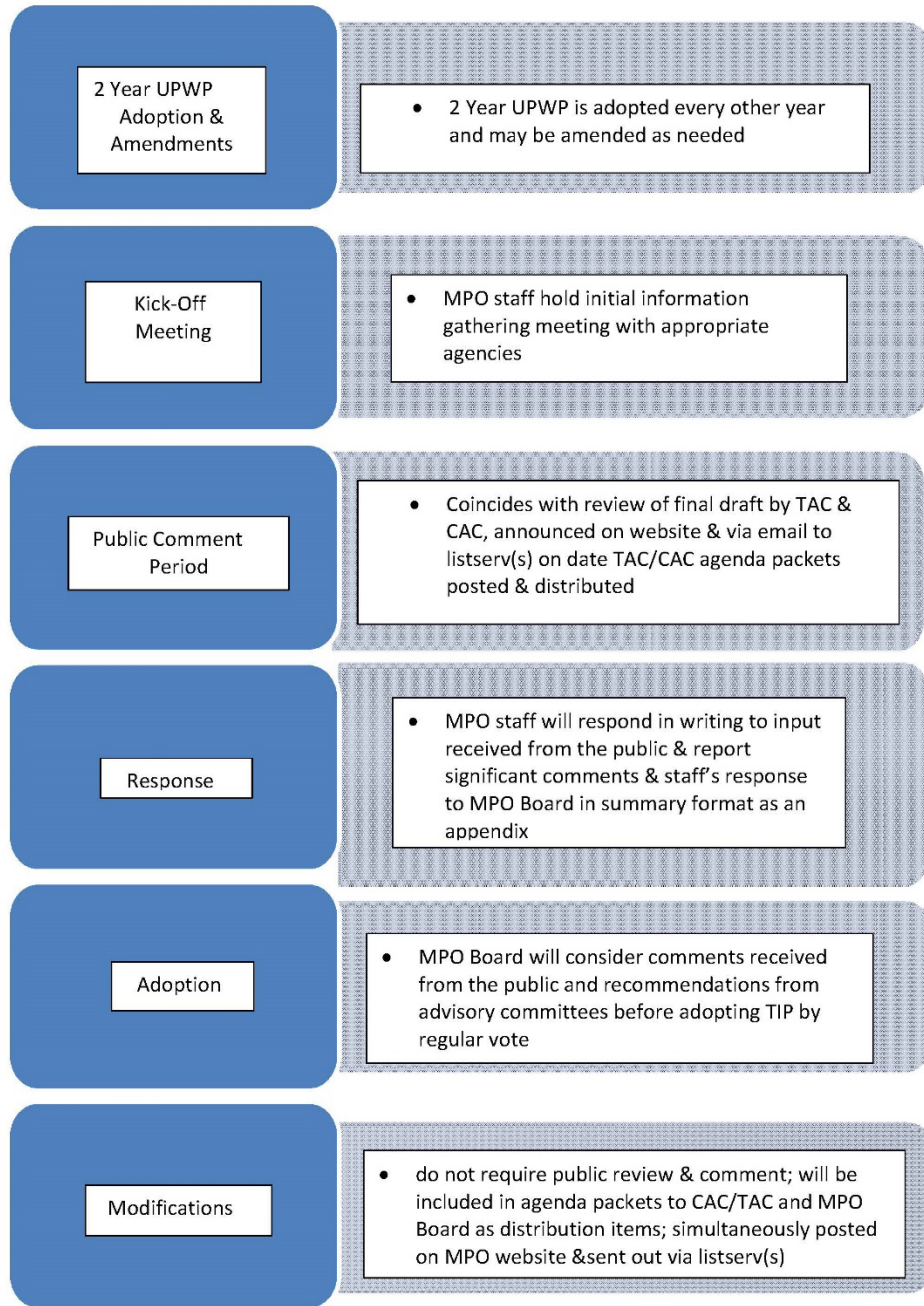 2 Year UPWP
Adoption &
Amendments
• 2 Year UPWP is adopted every other year
and may be amended as needed
Kick-Off
Meeting
• MPO staff hold initial information
gathering meeting with appropriate
agencies
Public Comment
Period
• Coincides with review of final draft by TAC &
CAC, announced on website & via email to
listserv(s) on date TAC/CAC agenda packets
posted & distributed
Response
• MPO staff will respond in writing to input
received from the public & report
significant comments & staff's response
to MPO Board in summary format as an
appendix
Adoption
• MPO Board will consider comments received
from the public and recommendations from
advisory committees before adopting TIP by
regular vote
Modifications
• do not require public review & comment; will be
included in agenda packets to CAC/TAC and MPO
Board as distribution items; simultaneously posted
on MPO website &sent out via listserv(s)